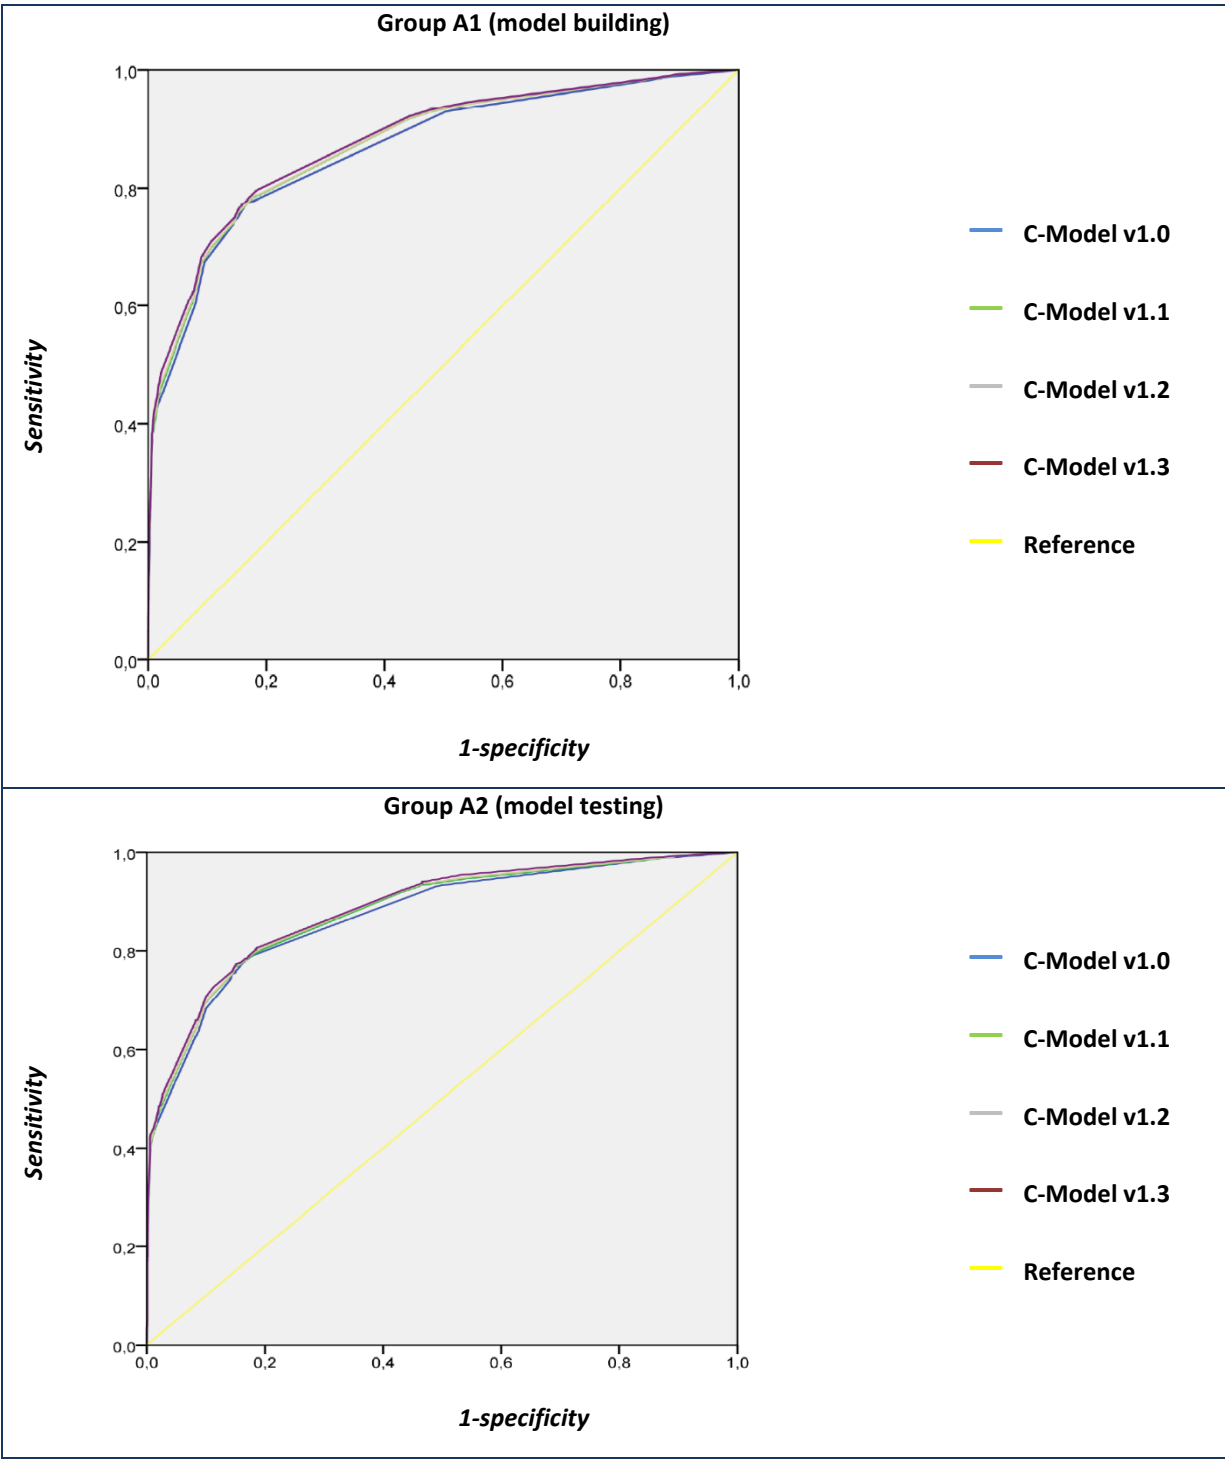 Group A1 (model building)
1,0
0,8
0,6
0,4
0,2
0,0
0,0 0,2 0,4 0,6 0,8 1,0
Sensitivity
1-specificity
C-Model v1.0
C-Model v1.1
C-Model v1.2
C-Model v1.3
Reference
Group A2 (model testing)
1,0
0,8
0,6
0,4
0,2
0,0
0,0 0,2 0,4 0,6 0,8 1,0
Sensitivity
1-specificity
C-Model v1.0
C-Model v1.1
C-Model v1.2
C-Model v1.3
Reference